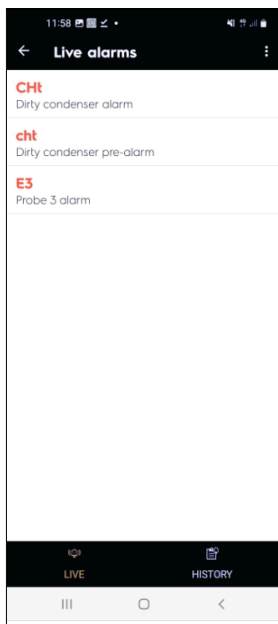 11:58
Live alarms
CHt
Dirty condenser alarm
cht
Dirty condenser pre-alarm
E3
Probe 3 alarm
LIVE
HISTORY